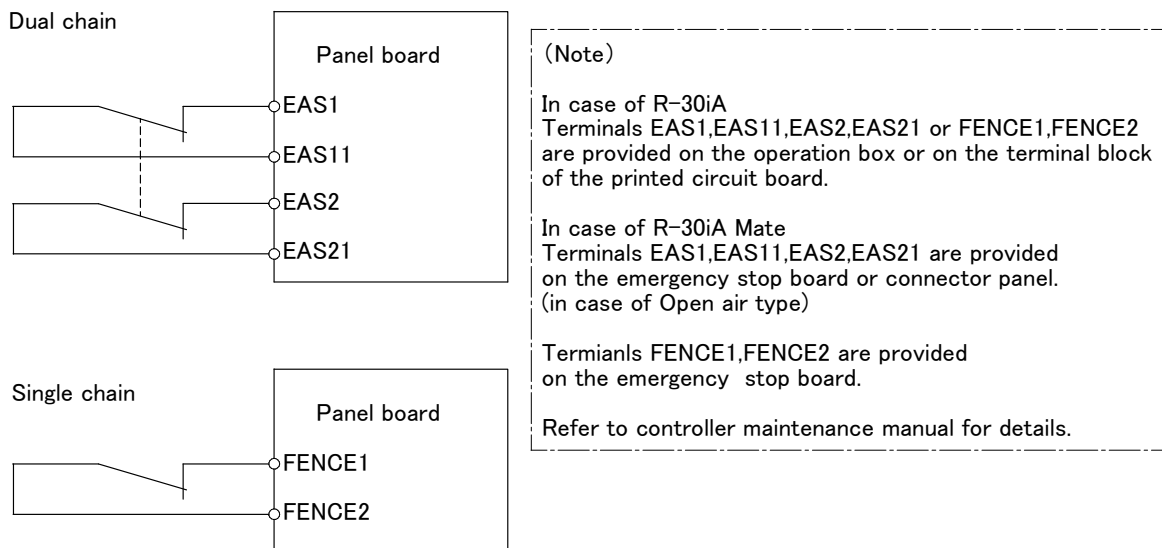 Dual chain
Panel board
EAS1
EAS11
EAS2
EAS21
Single chain
Panel board
FENCE1
FENCE2
(Note)
In case of R-30iA
Terminals EAS1,EAS11,EAS2,EAS21 or FENCE1,FENCE2
are provided on the operation box or on the terminal block
of the printed circuit board.
In case of R-30iA Mate
Terminals EAS1,EAS11,EAS2,EAS21 are provided
on the emergency stop board or connector panel.
(in case of Open air type)
Termianls FENCE1,FENCE2 are provided
on the emergency stop board.
Refer to controller maintenance manual for details.